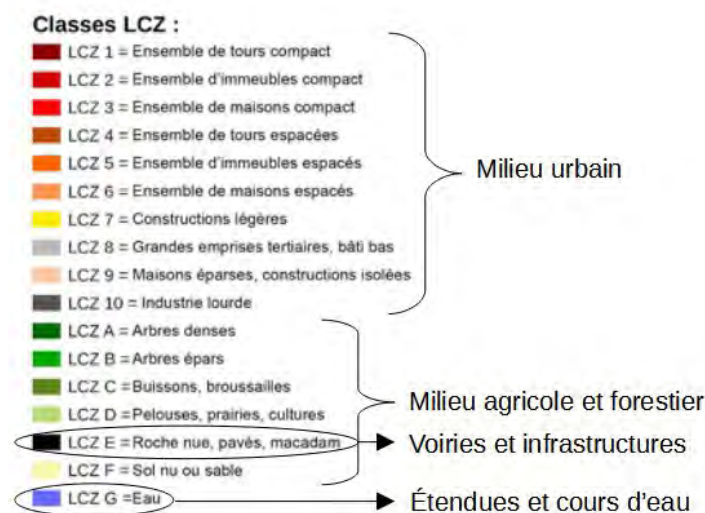 Classes LCZ :
LCZ 1 = Ensemble de tours compact
LCZ 2 = Ensemble d'immeubles compact
LCZ 3 = Ensemble de maisons compact
LCZ 4 = Ensemble de tours espacées
LCZ 5 = Ensemble d'immeubles espacés
LCZ 6 = Ensemble de maisons espacés
LCZ 7 = Constructions légères
LCZ 8 = Grandes emprises tertiaires, bâti bas
LCZ 9 = Maisons éparses, constructions isolées
LCZ 10 = Industrie lourde
Milieu urbain
LCZ A = Arbres denses
LCZ B = Arbres épars
LCZ C = Buissons, broussailles
LCZ D = Pelouses, prairies, cultures
LCZ E = Roche nue, pavés, macadam
LCZ F = Sol nu ou sable
LCZ G =Eau
Milieu agricole et forestier
Voiries et infrastructures
Étendues et cours d'eau